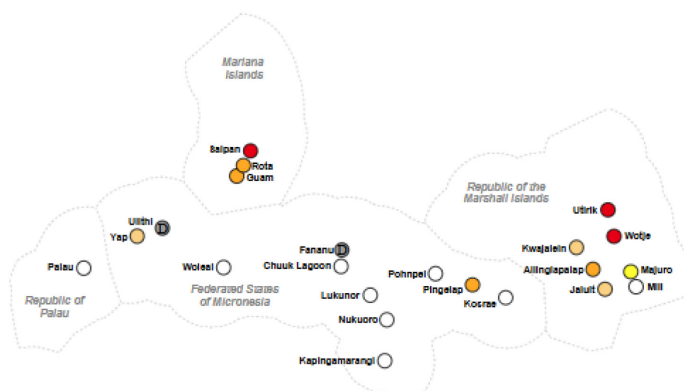 Mariana
Islands
Saipan
Rota
Guam
Republic of the
Marshall Islands
Utirik
Ulithi
D
Yap
Wotje
Fananu
D
Kwajalein
Palau
Woleai
Chuuk Lagoon
Pohnpei
Ailinglapalap
Majuro
Federated States
of Micronesia
Pingelap
Jaluit
Mili
Republic of
Palau
Lukunor
Kosrae
Nukuoro
Kapingamarangi